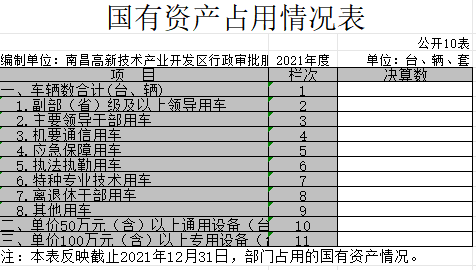 国有资产占用情况表
公开10表
编制单位：南昌高新技术产业开发区行政审批 2021年度 单位：台、辆、套
项 目 栏次 决算数
一、车辆数合计(台、辆) 1
1.副部（省）级及以上领导用车 2
2.主要领导干部用车 3
3.机要通信用车 4
4.应急保障用车 5
5.执法执勤用车 6
6.特种专业技术用车 7
7.离退休干部用车 8
8.其他用车 9
二、单价50万元（含）以上通用设备（台 10
三、单价100万元（含）以上专用设备（ 11
注：本表反映截止2021年12月31日，部门占用的国有资产情况。